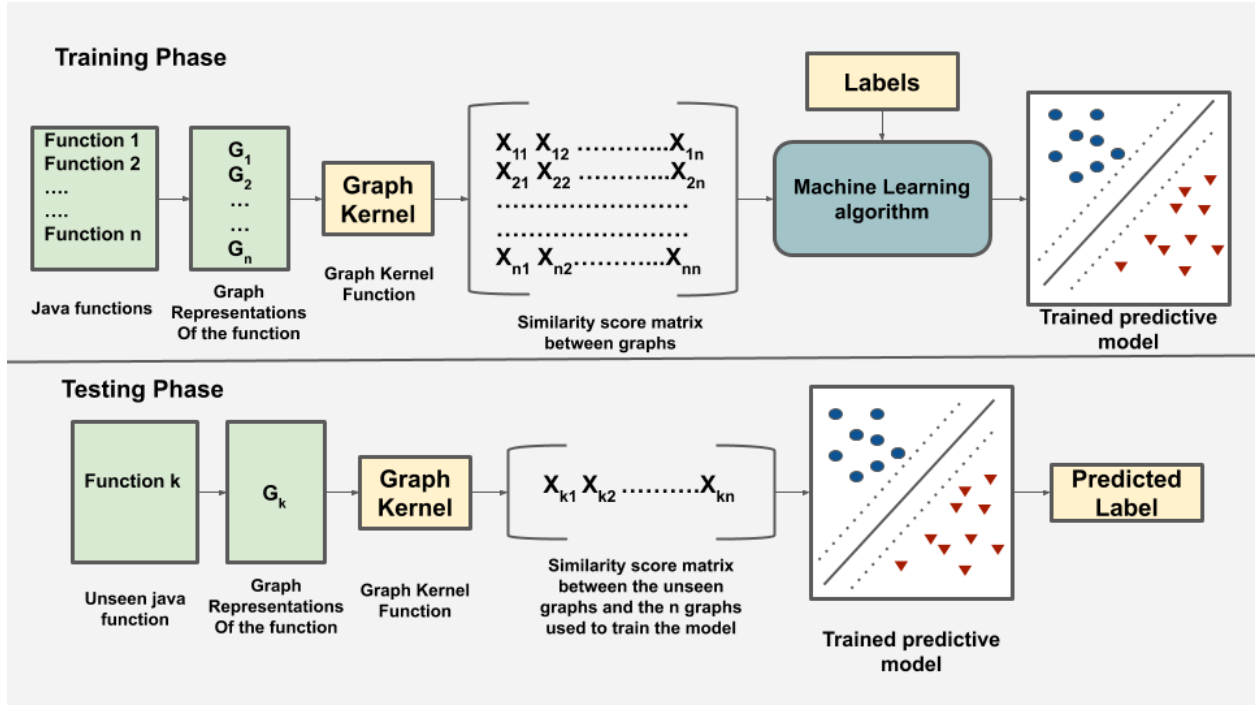 Training Phase
Function 1
Function 2
....
....
Function n
Java functions
G1
G2
...
...
Gn
Graph
Representations
Of the function
Graph
Kernel
Graph Kernel
Function
X11 X12 ..............X1n
X21 X22 ..............X2n
..........................
..........................
Xn1 Xn2..............Xnn
Similarity score matrix
between graphs
Labels
Machine Learning
algorithm
Trained predictive
model
Testing Phase
Function k
Unseen java
function
Gk
Graph
Representations
Of the function
Graph
Kernel
Graph Kernel
Function
Xk1 Xk2 ..........Xkn
Similarity score matrix
between the unseen
graphs and the n graphs
used to train the model
Trained predictive
model
Predicted
Label